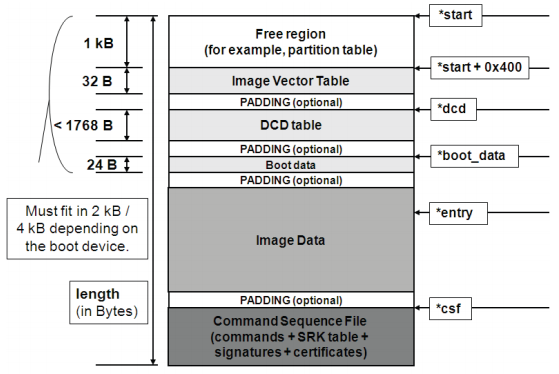 Free region
(for example, partition table)
Image Vector Table
PADDING (optional)
DCD table
PADDING (optional)
Boot data
PADDING (optional)
Image Data
PADDING (optional)
Command Sequence File
(commands + SRK table +
signatures + certificates)
1 kB
32 B
< 1768 B
24 B
Must fit in 2 kB /
4 kB depending on
the boot device.
length
(in Bytes)
*start
*start + 0x400
*dcd
*boot_data
*entry
*csf